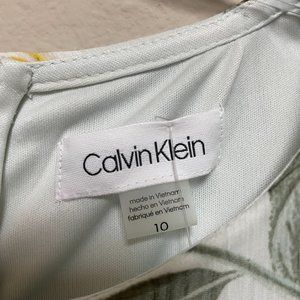 Calvin Klein
made in Vietnam
hecho en Vietnam
fabriqué en Vietnam
10